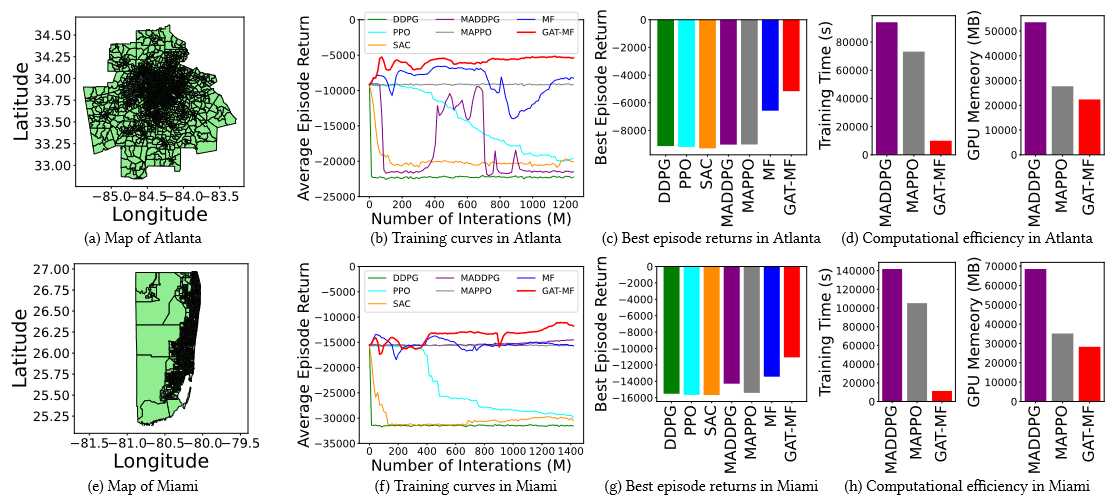 Latitude
34.50
34.25
34.00
33.75
33.50
33.25
33.00
−85.0−84.5−84.0−83.5
Longitude
(a) Map of Atlanta
Average Episode Return
0
−5000
−10000
−15000
−20000
−25000
DDPG MADDPG MF
PPO MAPPO GAT-MF
SAC
0 200 400 600 800 1000 1200
Number of Interations (M)
(b) Training curves in Atlanta
Best Episode Return
0
−2000
−4000
−6000
−8000
DDPG
PPO
SAC
MADDPG
MAPPO
MF
GAT-MF
(c) Best episode returns in Atlanta
Training Time (s)
80000
60000
40000
20000
0
MADDPG
MAPPO
GAT-MF
GPU Memeory (MB)
50000
40000
30000
20000
10000
0
MADDPG
MAPPO
GAT-MF
(d) Computational efficiency in Atlanta
Latitude
27.00
26.75
26.50
26.25
26.00
25.75
25.50
25.25
−81.5−81.0−80.5−80.0−79.5
Longitude
(e) Map of Miami
Average Episode Return
0
−5000
−10000
−15000
−20000
−25000
−30000
−35000
DDPG MADDPG MF
PPO MAPPO GAT-MF
SAC
0 200 400 600 800 1000 1200 1400
Number of Interations (M)
(f) Training curves in Miami
Best Episode Return
0
−2000
−4000
−6000
−8000
−10000
−12000
−14000
−16000
DDPG
PPO
SAC
MADDPG
MAPPO
MF
GAT-MF
(g) Best episode returns in Miami
Training Time (s)
140000
120000
100000
80000
60000
40000
20000
0
MADDPG
MAPPO
GAT-MF
GPU Memeory (MB)
70000
60000
50000
40000
30000
20000
10000
0
MADDPG
MAPPO
GAT-MF
(h) Computational efficiency in Miami